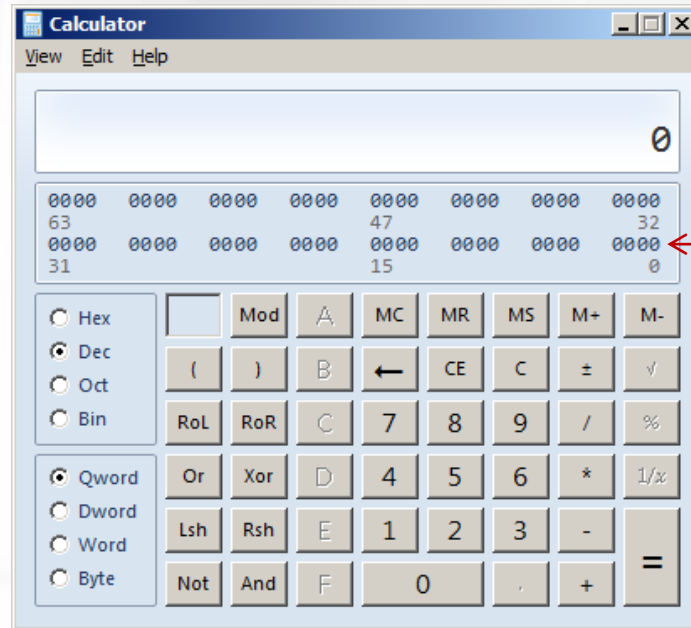 Calculator
View Edit Help
0
0000 0000 0000 0000 0000 0000 0000 0000
63 47 32
0000 0000 0000 0000 0000 0000 0000 0000
31 15 0
Hex
Dec
Oct
Bin
Qword
Dword
Word
Byte
Mod A MC MR MS M+ M-
( ) B ← CE C ± √
RoL RoR C 7 8 9 / %
Or Xor D 4 5 6 * 1/x
Lsh Rsh E 1 2 3 - =
Not And F 0 , +